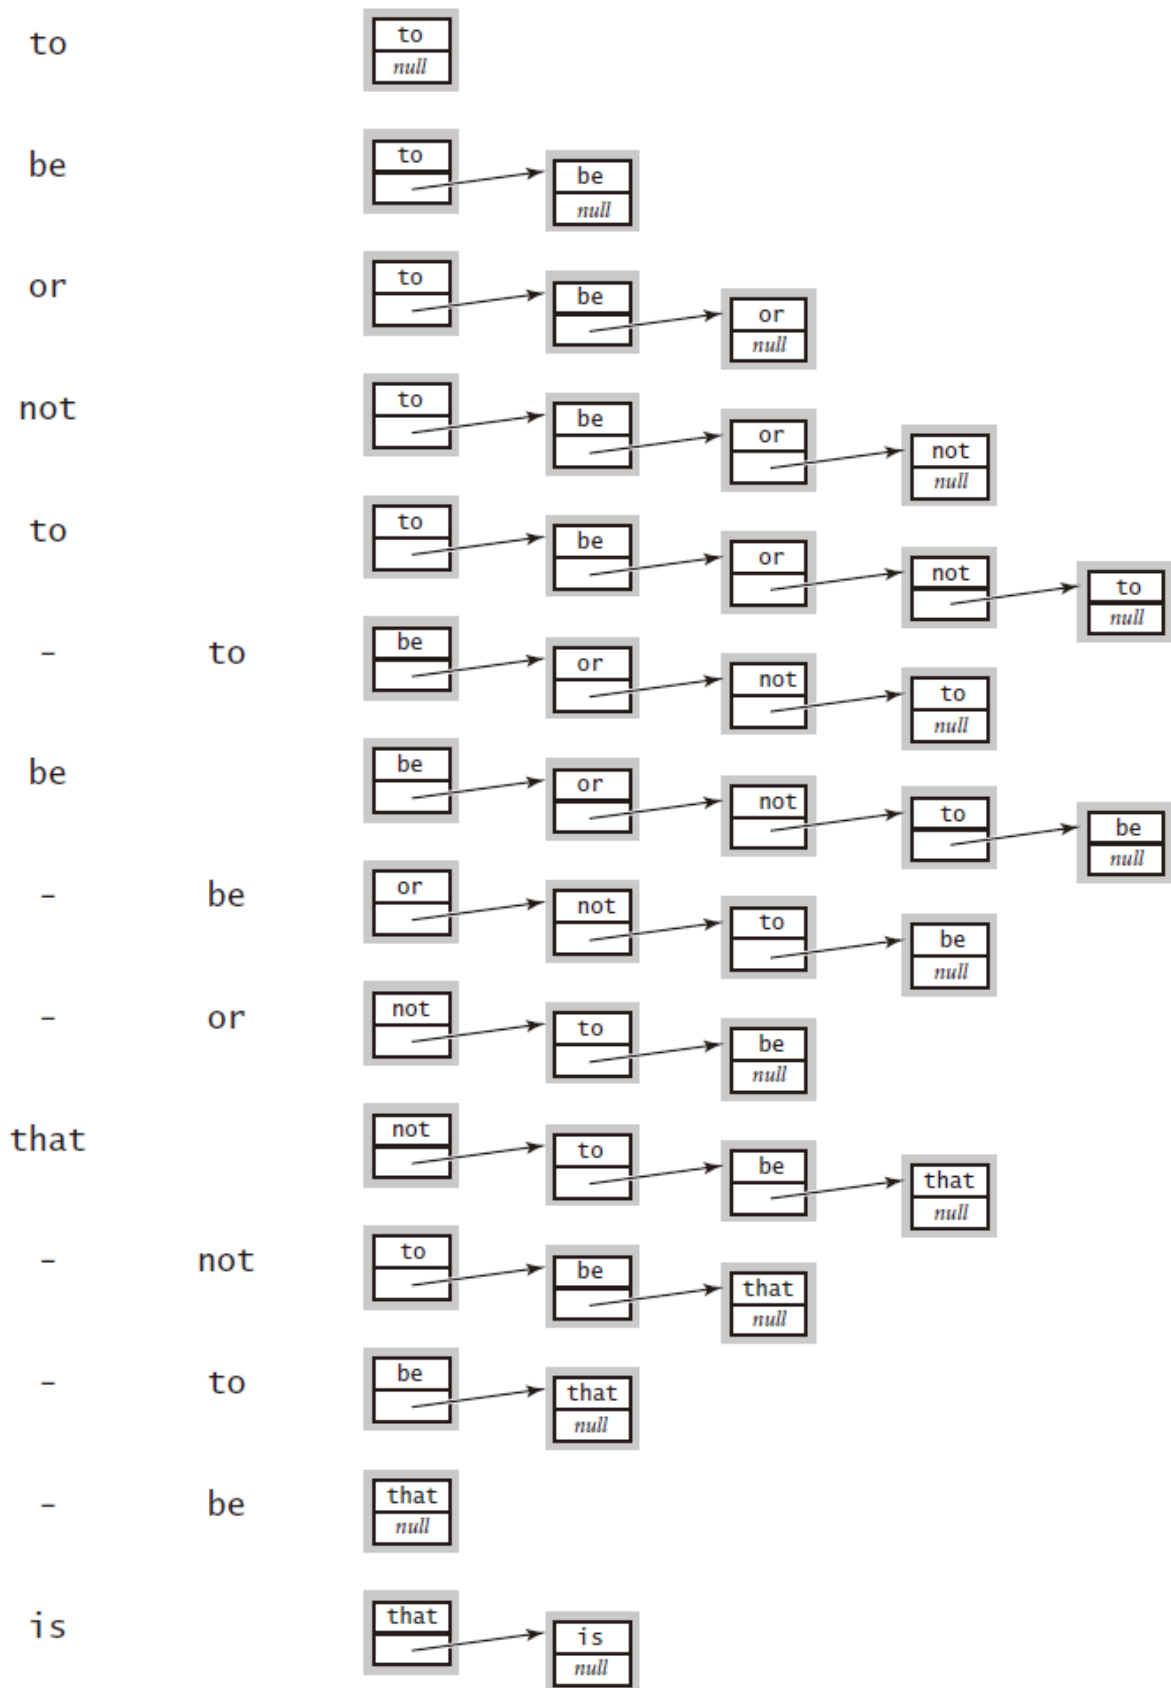 to to
null
be to be
null
or to be or
null
not to be or not
null
to to be or not to
null
- to be or not to
null
be be or not to be
null
- be or not to be
null
- or not to be
null
that not to be that
null
- not to be that
null
- to be that
null
- be that
null
is that is
null